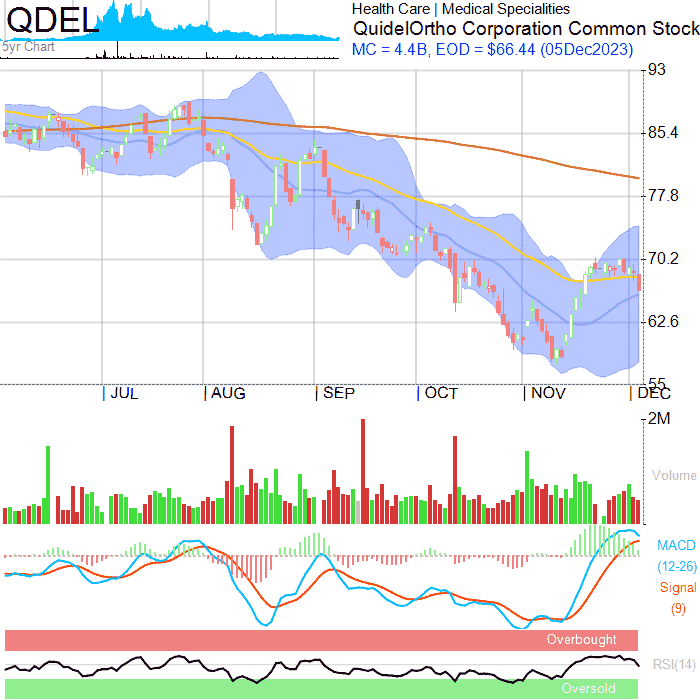 QDEL
5yr Chart
Health Care | Medical Specialities
QuidelOrtho Corporation Common Stock
MC = 4.4B, EOD = $66.44 (05Dec2023)
93
85.4
77.8
70.2
62.6
55
| JUL | AUG | SEP | OCT | NOV | DEC
2M
Volume
MACD
(12-26)
Signal
(9)
Overbought
RSI(14)
Oversold